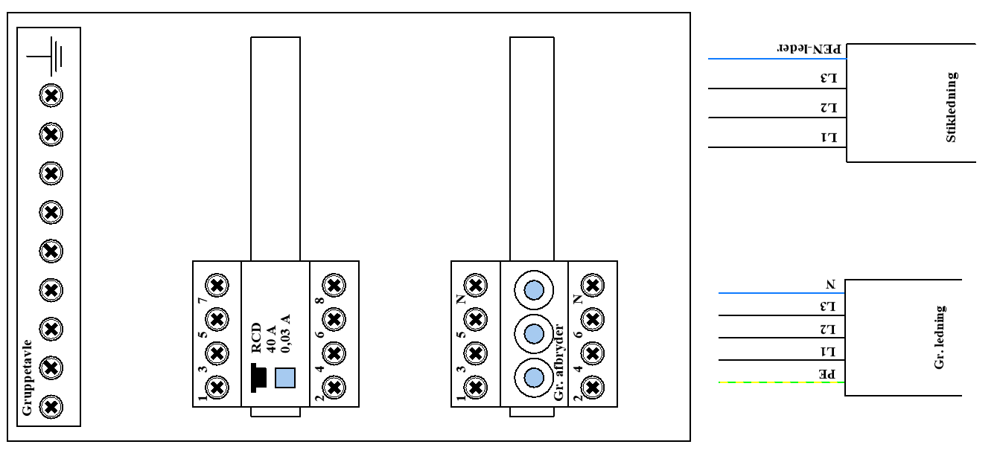 Gruppetavle
1
3
5
7
RCD
40 A
0,03 A
2
4
6
8
1
3
5
N
Gr. afbryder
2
4
6
N
PEN-leder
L3
L2
L1
Stikledning
N
L3
L2
L1
PE
Gr. ledning